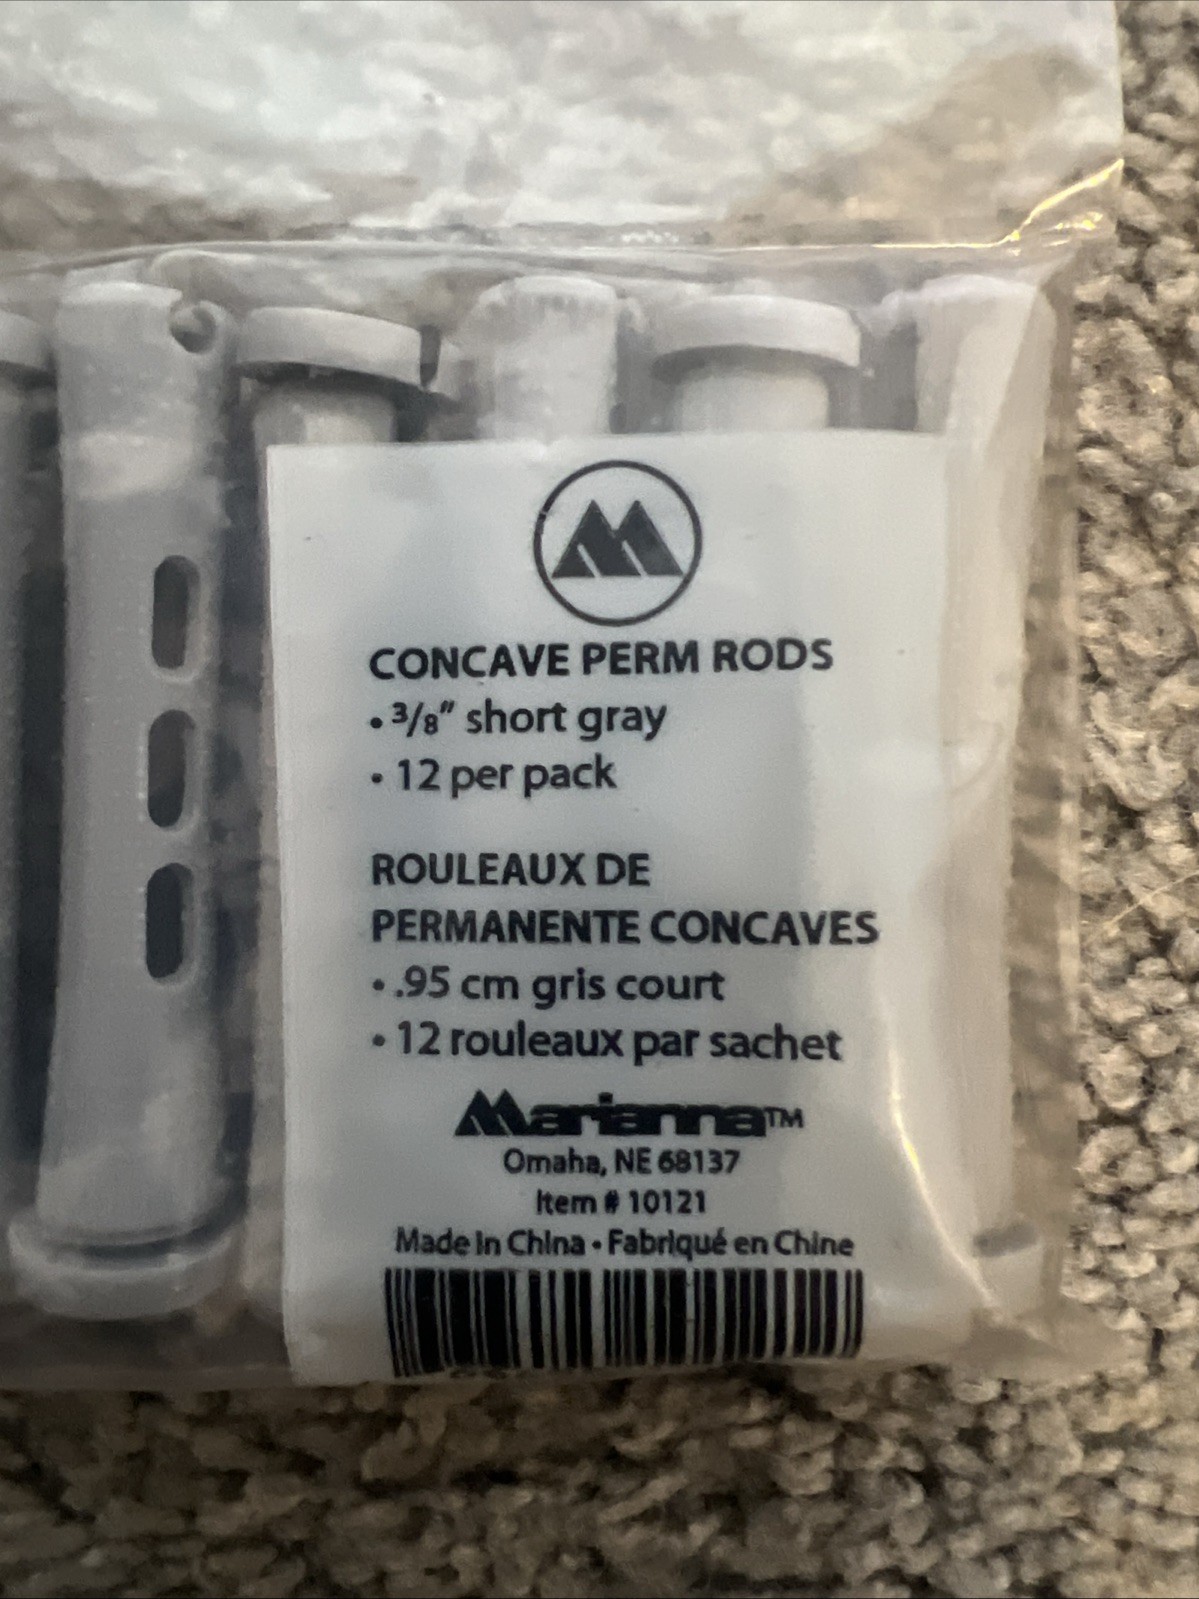 CONCAVE PERM RODS
• 3/8" short gray
• 12 per pack
ROULEAUX DE
PERMANENTE CONCAVES
• .95 cm gris court
• 12 rouleaux par sachet
Marianna™
Omaha, NE 68137
Item # 10121
Made in China • Fabriqué en Chine